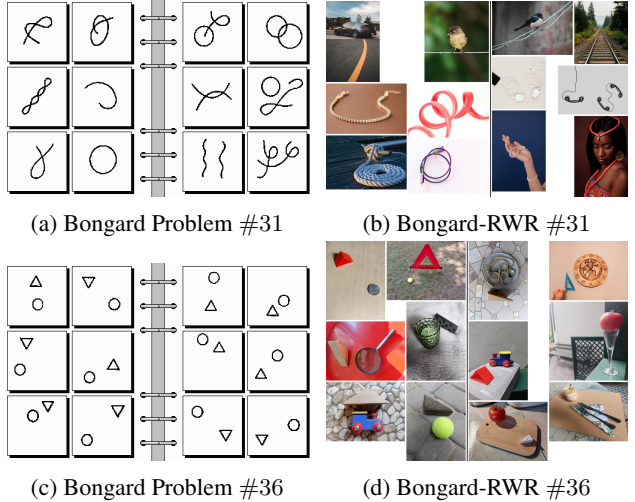 (a) Bongard Problem #31
(b) Bongard-RWR #31
(c) Bongard Problem #36
(d) Bongard-RWR #36